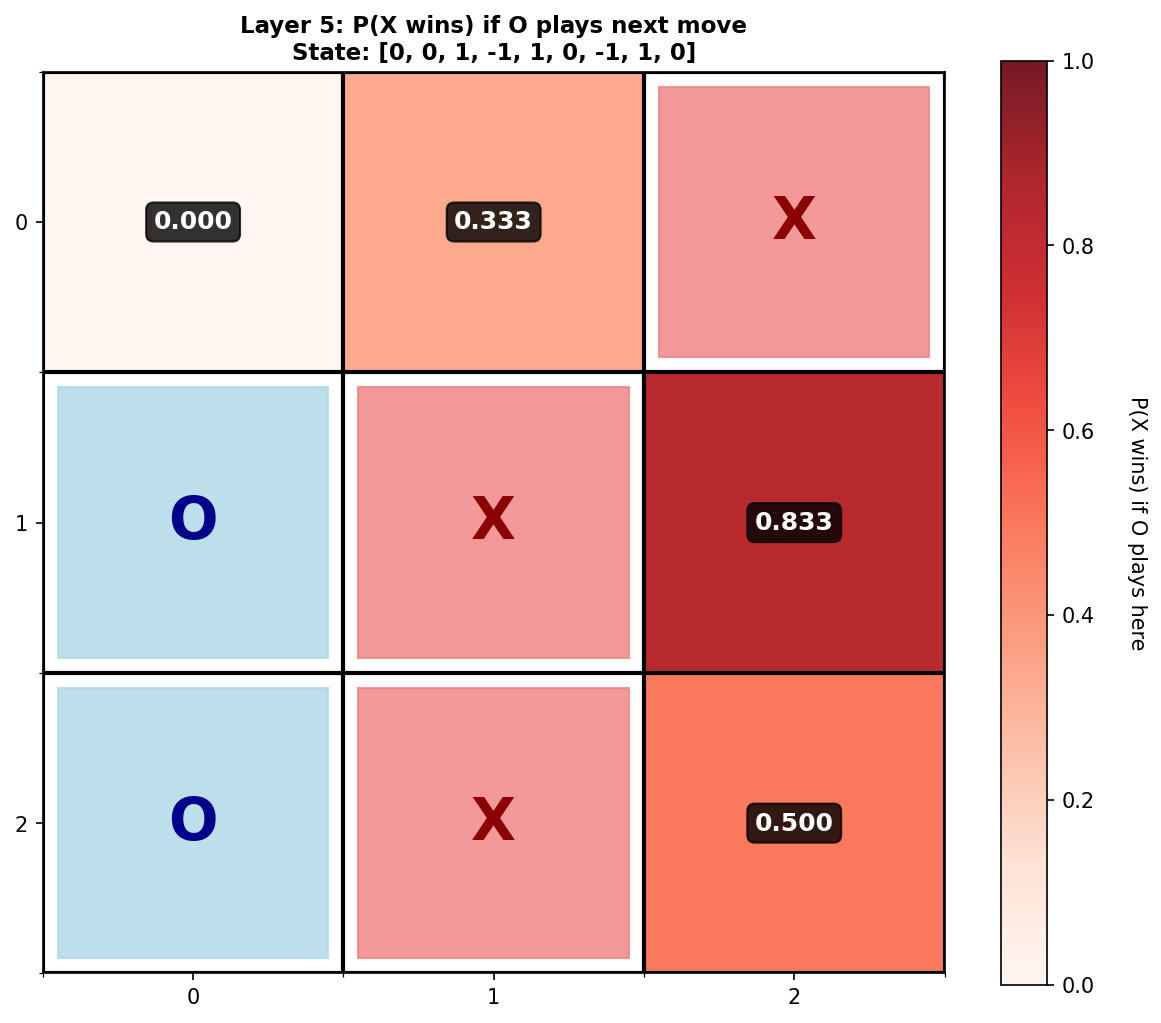 Layer 5: P(X wins) if O plays next move
State: [0, 0, 1, -1, 1, 0, -1, 1, 0]
0.000
0.333
X
O
X
0.833
O
X
0.500
0
1
2
0
1
2
1.0
0.8
0.6
0.4
0.2
0.0
P(X wins) if O plays here